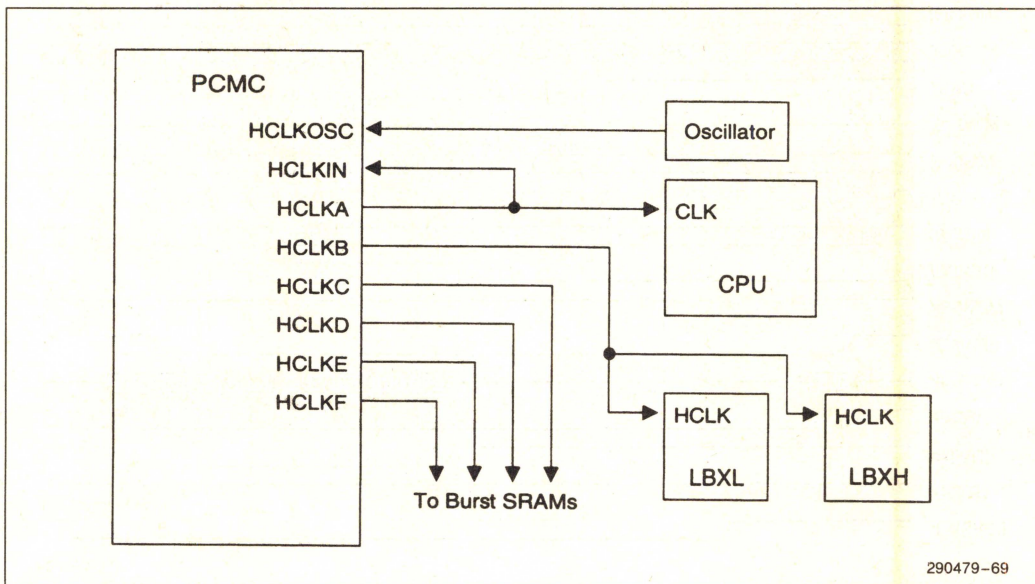 PCMC
HCLKOSC
HCLKIN
HCLKA
HCLKB
HCLKC
HCLKD
HCLKE
HCLKF
Oscillator
CLK
CPU
HCLK
LBXL
HCLK
LBXH
To Burst SRAMs
290479-69